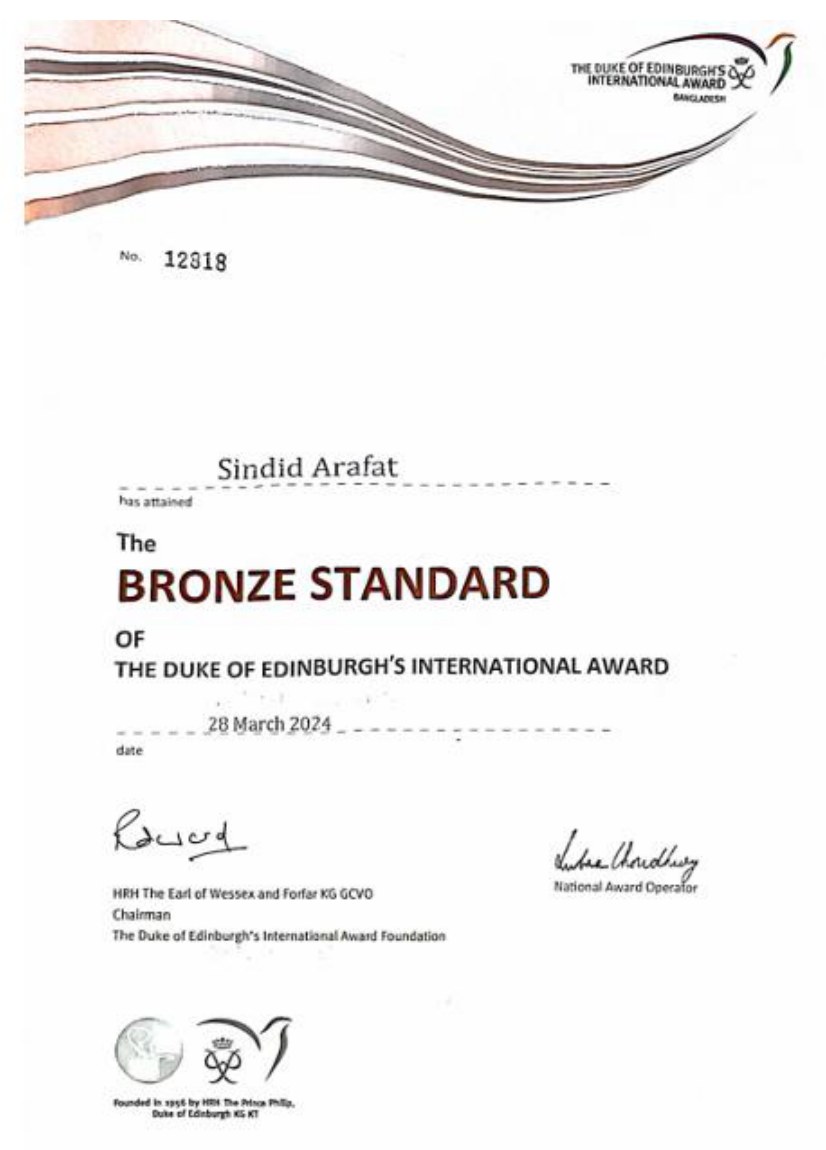 THE DUKE OF EDINBURGH'S
INTERNATIONAL AWARD
BANGLADESH
No. 12318
Sindid Arafat
has attained
The
BRONZE STANDARD
OF
THE DUKE OF EDINBURGH'S INTERNATIONAL AWARD
28 March 2024
date
Edward
HRH The Earl of Wessex and Forfar KG GCVO
Chairman
The Duke of Edinburgh's International Award Foundation
Choudhury
National Award Operator
Founded in 1956 by HRH The Prince Philip,
Duke of Edinburgh KG KT